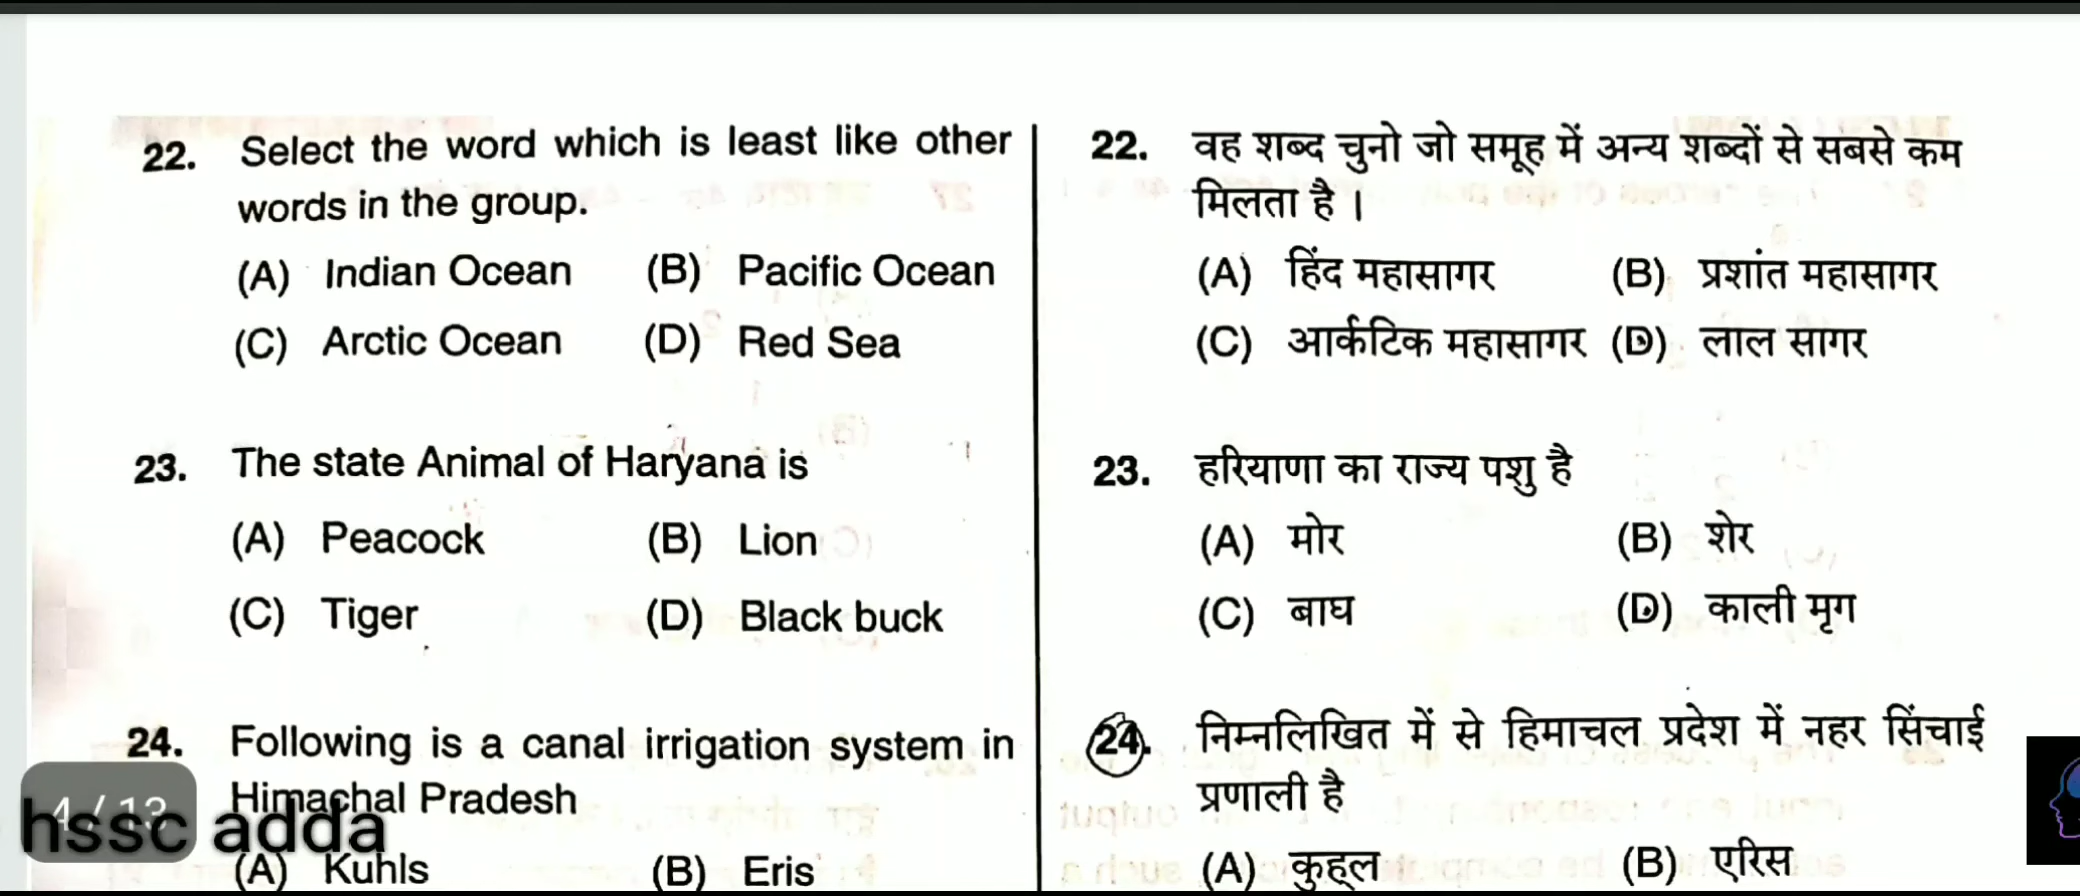 22. Select the word which is least like other
words in the group.
(A) Indian Ocean (B) Pacific Ocean
(C) Arctic Ocean (D) Red Sea
23. The state Animal of Haryana is
(A) Peacock (B) Lion
(C) Tiger (D) Black buck
24. Following is a canal irrigation system in
Himachal Pradesh
(A) Kuhls (B) Eris
22. वह शब्द चुनो जो समूह में अन्य शब्दों से सबसे कम
मिलता है ।
(A) हिंद महासागर (B) प्रशांत महासागर
(C) आर्कटिक महासागर (D) लाल सागर
23. हरियाणा का राज्य पशु है
(A) मोर (B) शेर
(C) बाघ (D) काली मृग
24. निम्नलिखित में से हिमाचल प्रदेश में नहर सिंचाई
प्रणाली है
(A) कुहल (B) एरिस
4 / 13
hssc adda